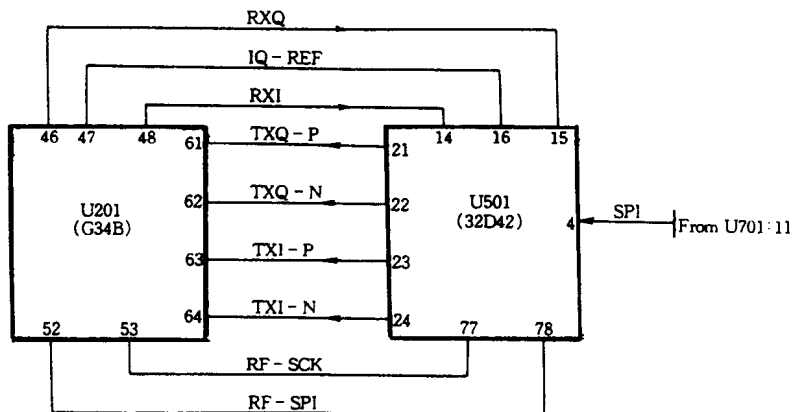 RXQ
IQ-REF
RXI
46 47 48 14 16 15
61 TXQ-P 21
U201
(G34B)
62 TXQ-N 22
U501
(32D42)
4 SPI From U701:11
63 TXI-P 23
64 TXI-N 24
52 53 77 78
RF-SCK
RF-SPI